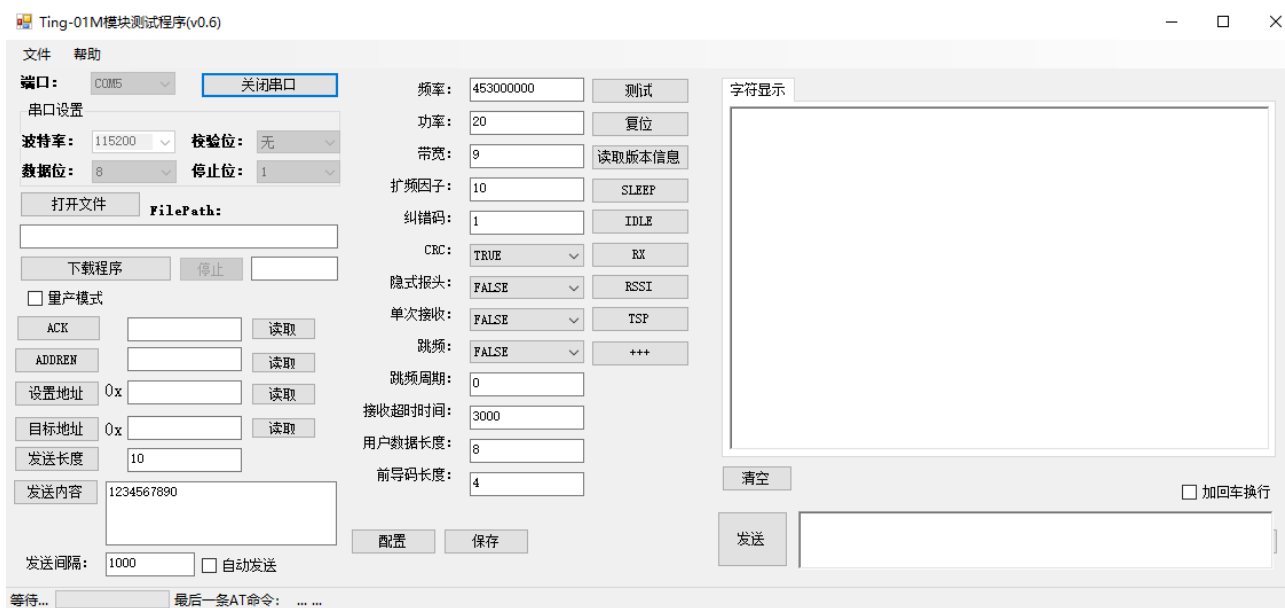 Ting-01M模块测试程序(v0.6)
文件 帮助
端口： COM5 关闭串口
串口设置
波特率： 115200 校验位： 无
数据位： 8 停止位： 1
打开文件 FilePath:
下载程序 停止
量产模式
ACK 读取
ADDREN 读取
设置地址 0x 读取
目标地址 0x 读取
发送长度 10
发送内容 1234567890
发送间隔： 1000 自动发送
频率： 453000000 测试
功率： 20 复位
带宽： 9 读取版本信息
扩频因子： 10 SLEEP
纠错码： 1 IDLE
CRC： TRUE RX
隐式报头： FALSE RSSI
单次接收： FALSE TSP
跳频： FALSE +++
跳频周期： 0
接收超时时间： 3000
用户数据长度： 8
前导码长度： 4
配置 保存
字符显示
清空 加回车换行
发送
等待... 最后一条AT命令： ... ...